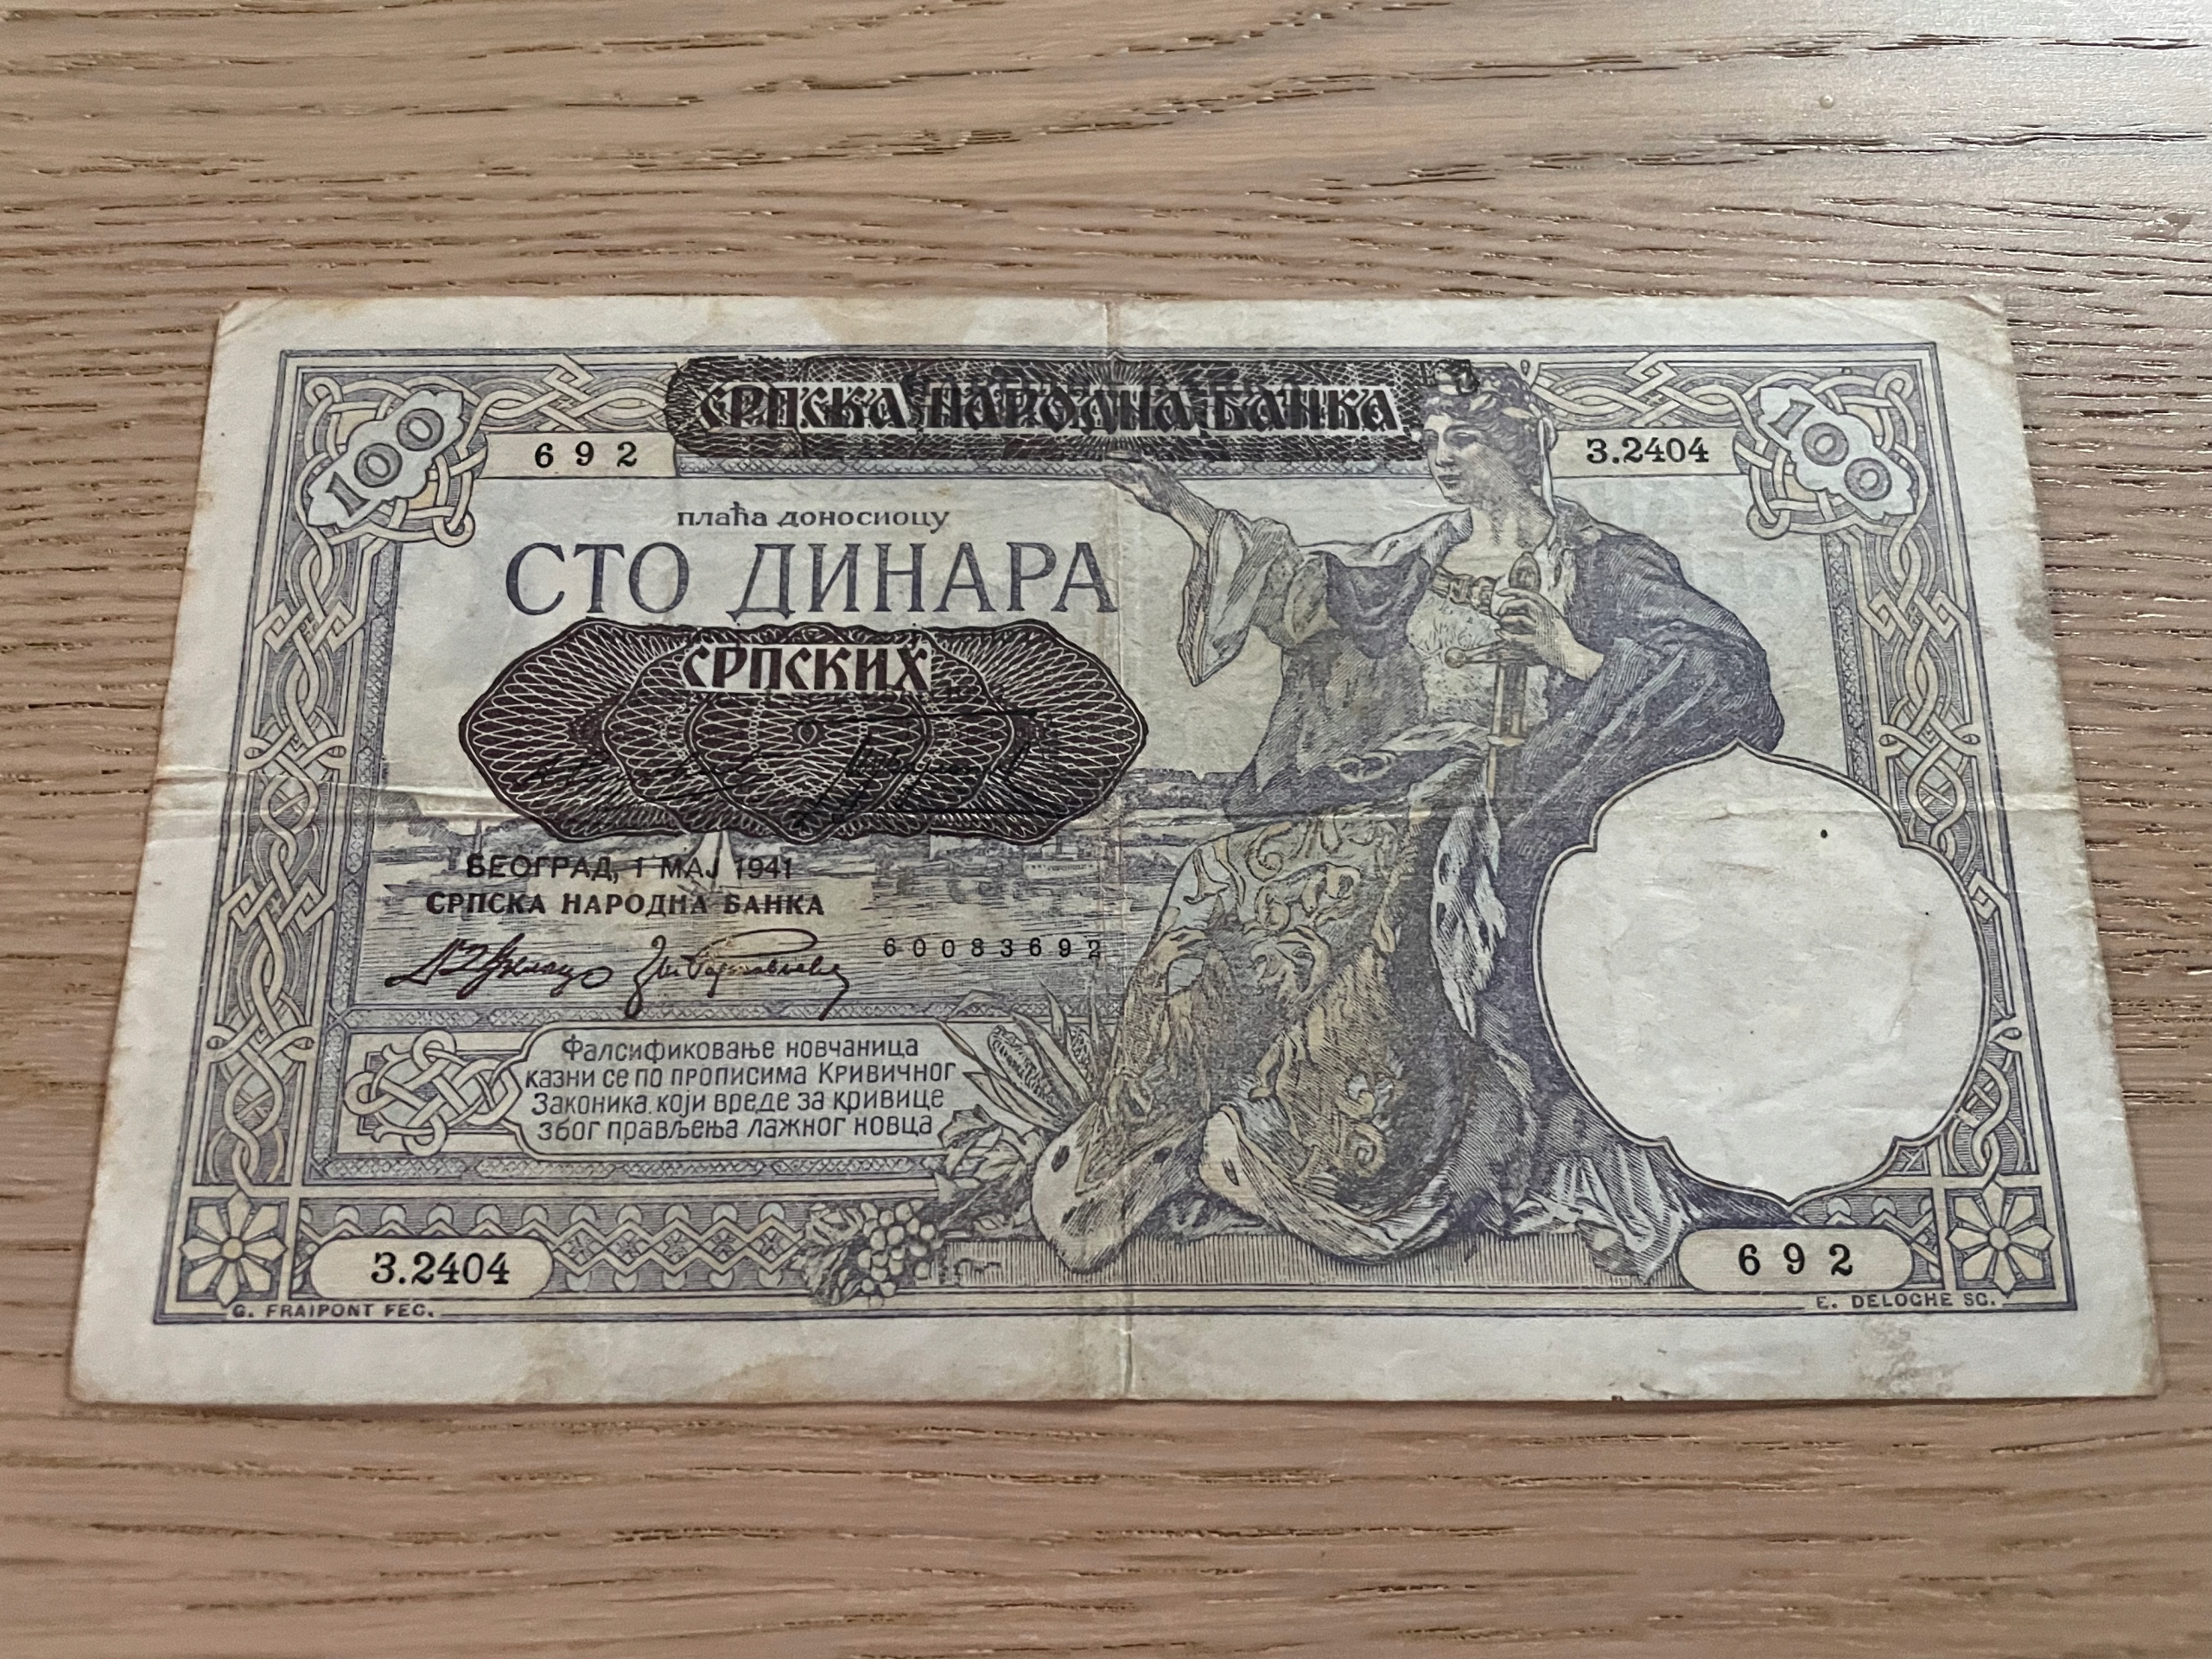 СРПСКА НАРОДНА БАНКА
100
692
З.2404
100
плаћа доносиоцу
СТО ДИНАРА
СРПСКИХ
БЕОГРАД, 1 МАЈ 1941
СРПСКА НАРОДНА БАНКА
60083692
Фалсификовање новчаница
казни се по прописима Кривичног
Законика, који вреде за кривице
због прављења лажног новца
З.2404
692
G. FRAIPONT FEC.
E. DELOCHE SC.